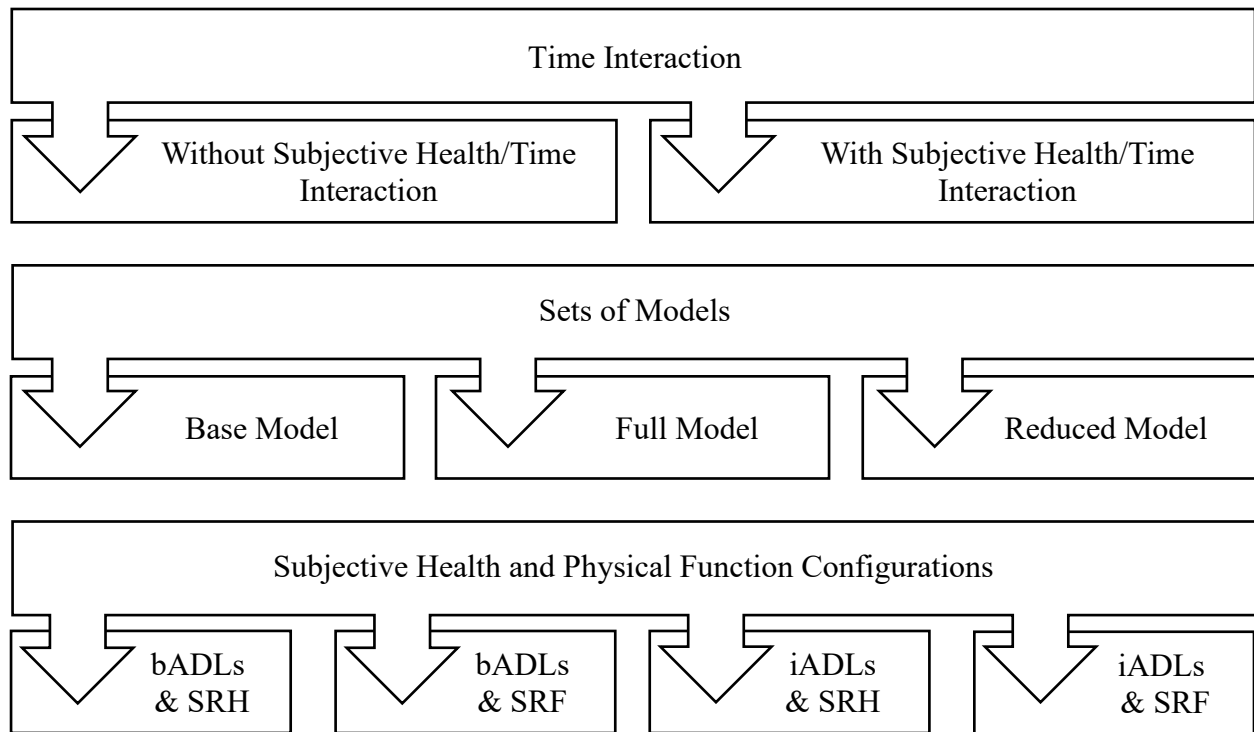 Time Interaction
Without Subjective Health/Time
Interaction
With Subjective Health/Time
Interaction
Sets of Models
Base Model
Full Model
Reduced Model
Subjective Health and Physical Function Configurations
bADLs
& SRH
bADLs
& SRF
iADLs
& SRH
iADLs
& SRF